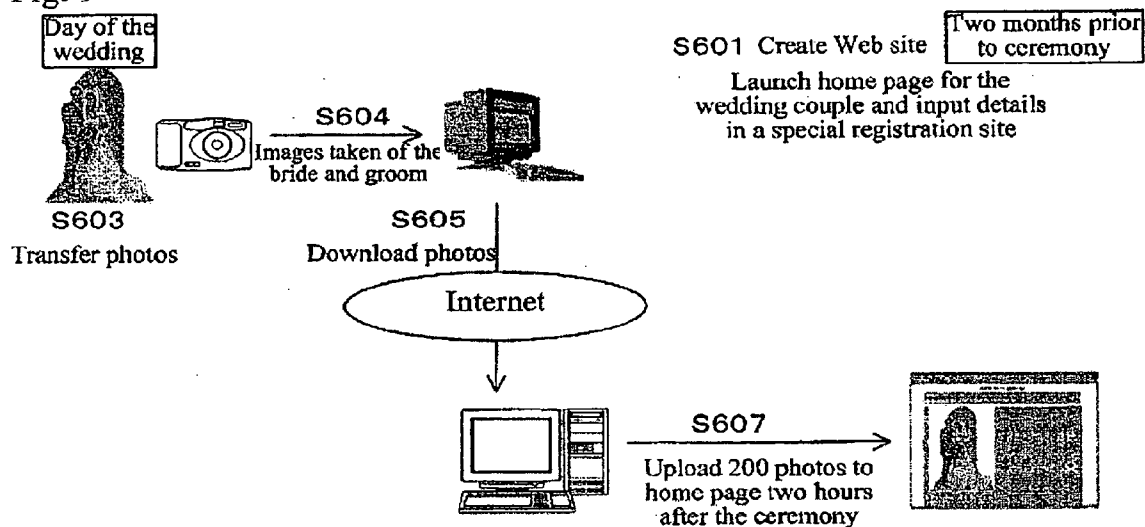 Day of the
wedding
S601 Create Web site
Two months prior
to ceremony
Launch home page for the
wedding couple and input details
in a special registration site
S604
Images taken of the
bride and groom
S603
Transfer photos
S605
Download photos
Internet
S607
Upload 200 photos to
home page two hours
after the ceremony